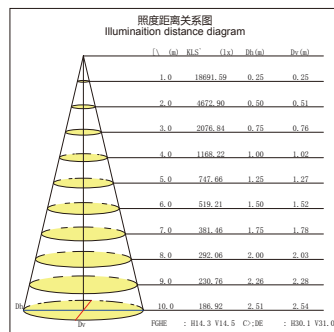 照度距离关系图
Illuminaition distance diagram
[\ (m) KLS` (lx) Dh(m) Dv(m)
1.0 18691.59 0.25 0.25
2.0 4672.90 0.50 0.51
3.0 2076.84 0.75 0.76
4.0 1168.22 1.00 1.02
5.0 747.66 1.25 1.27
6.0 519.21 1.50 1.52
7.0 381.46 1.75 1.78
8.0 292.06 2.00 2.03
9.0 230.76 2.26 2.28
10.0 186.92 2.51 2.54
Dh
Dv
FGHE : H14.3 V14.5 : H30.1 V31.0